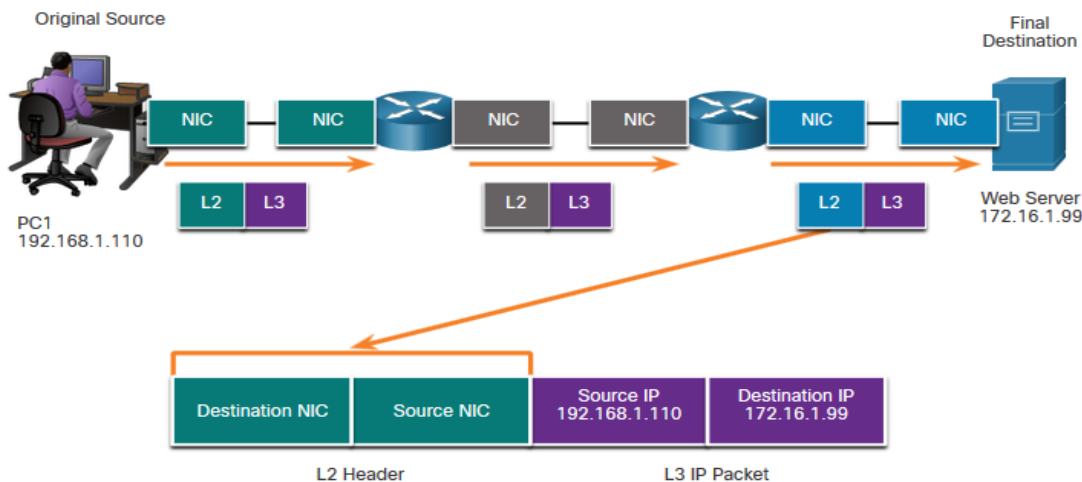 Original Source
Final
Destination
NIC
NIC
NIC
NIC
NIC
NIC
L2
L3
L2
L3
L2
L3
PC1
192.168.1.110
Web Server
172.16.1.99
Destination NIC
Source NIC
Source IP
192.168.1.110
Destination IP
172.16.1.99
L2 Header
L3 IP Packet